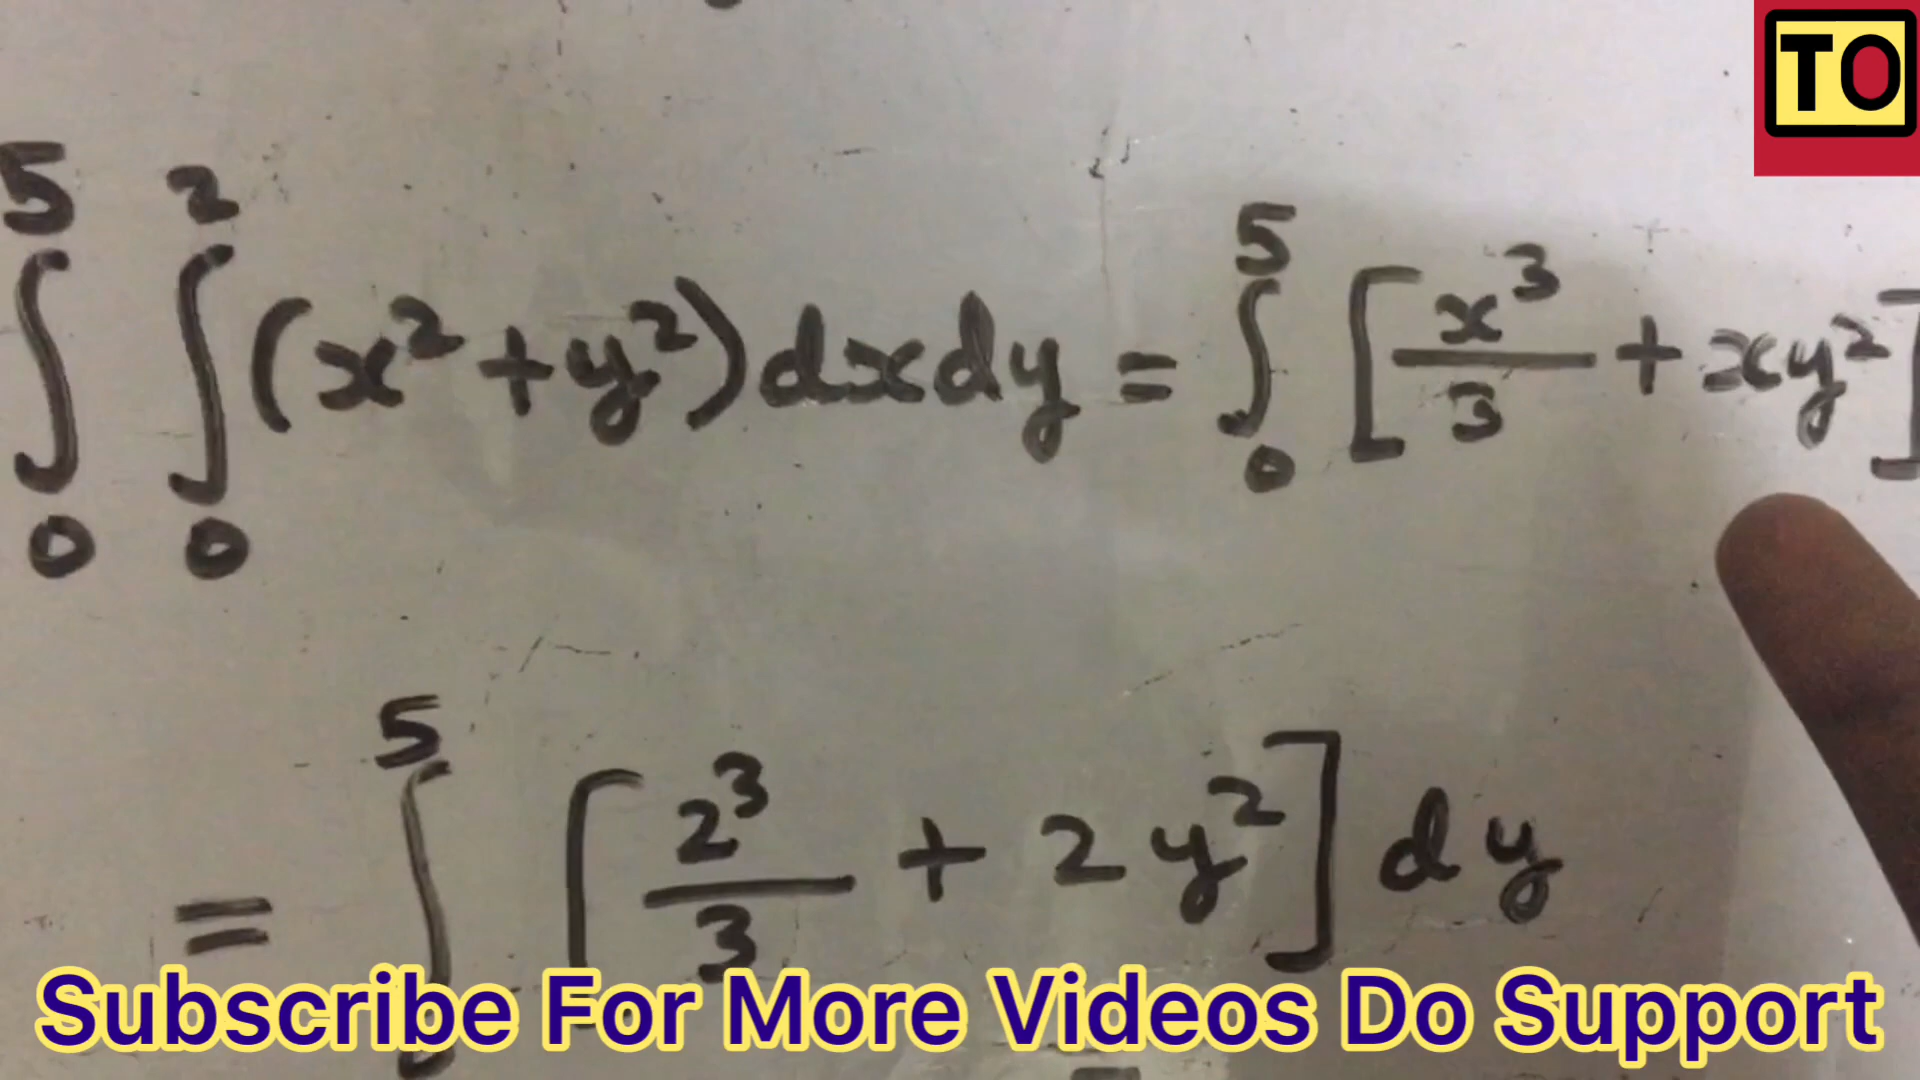 TO
∫₀⁵ ∫₀² (x² + y²) dx dy = ∫₀⁵ [x³/3 + xy²]
= ∫₀⁵ [2³/3 + 2y²] dy
Subscribe For More Videos Do Support